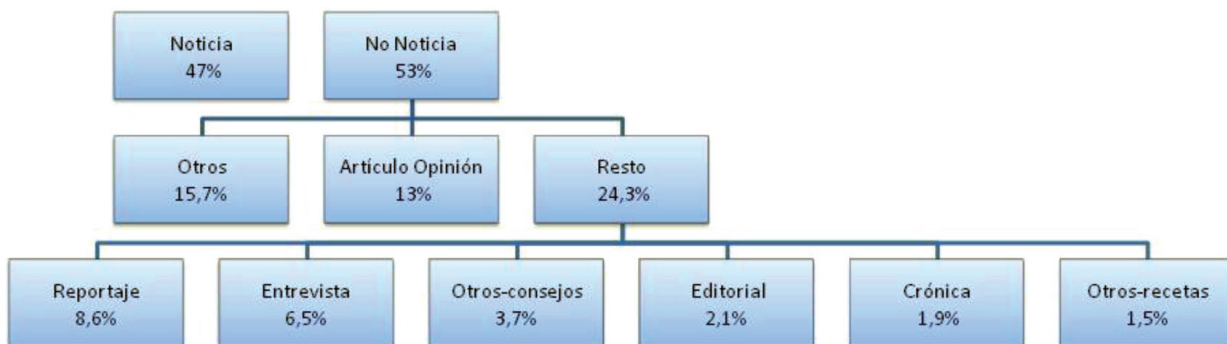 Noticia
47%
No Noticia
53%
Otros
15,7%
Artículo Opinión
13%
Resto
24,3%
Reportaje
8,6%
Entrevista
6,5%
Otros-consejos
3,7%
Editorial
2,1%
Crónica
1,9%
Otros-recetas
1,5%